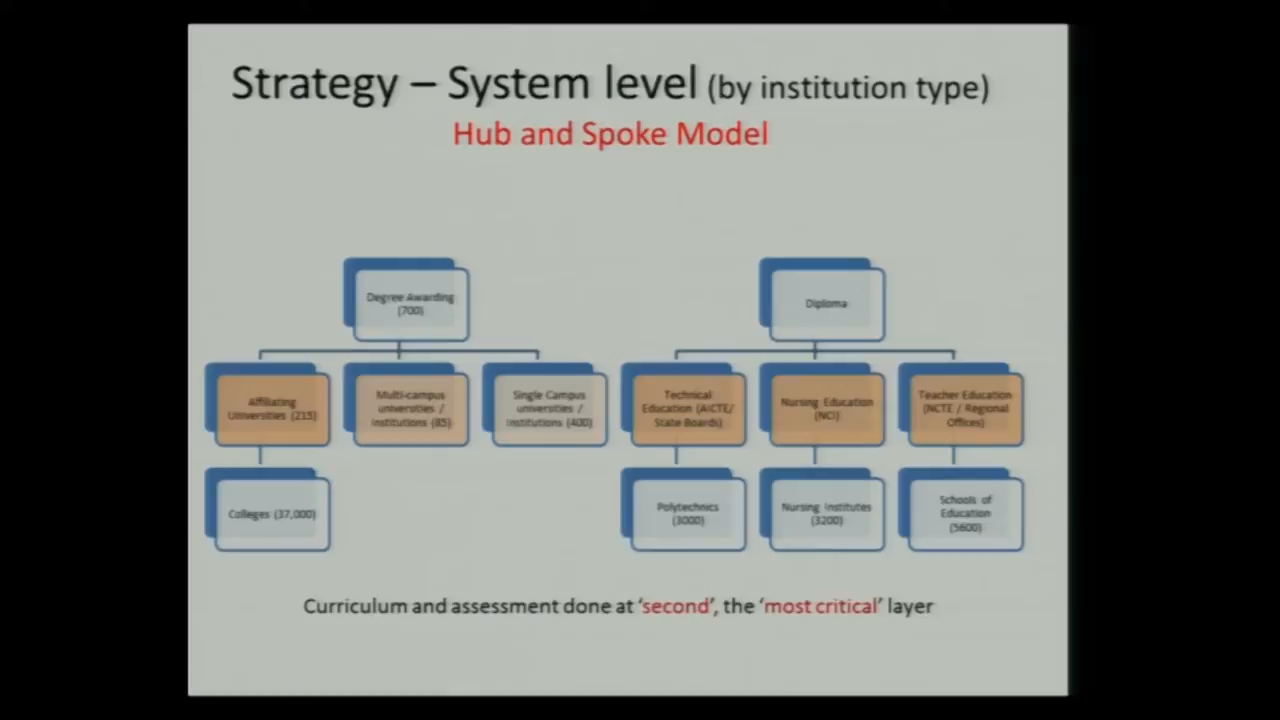 Strategy – System level (by institution type)
Hub and Spoke Model
Degree Awarding
(700)
Diploma
Affiliating
Universities (215)
Multi-campus
universities /
Institutions (85)
Single Campus
universities /
Institutions (400)
Technical
Education (AICTE/
State Boards)
Nursing Education
(NCI)
Teacher Education
(NCTE / Regional
Offices)
Colleges (37,000)
Polytechnics
(3000)
Nursing Institutes
(3200)
Schools of
Education
(5600)
Curriculum and assessment done at ‘second’, the ‘most critical’ layer